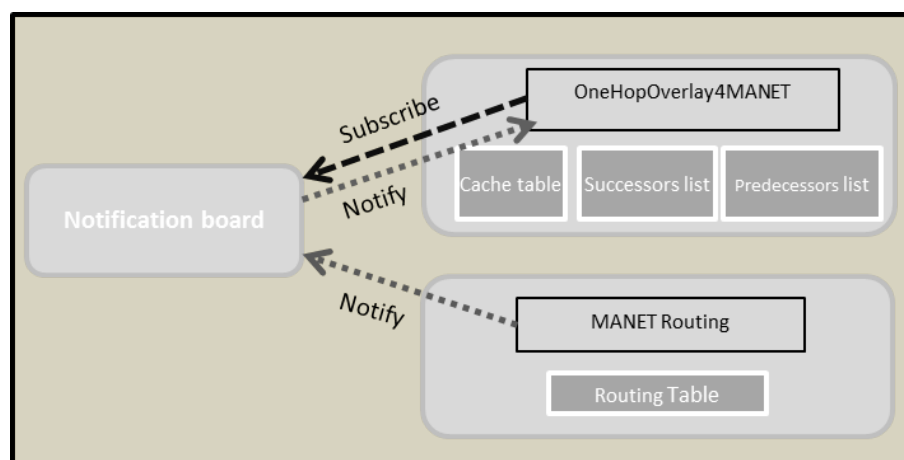 OneHopOverlay4MANET
Subscribe
Cache table
Successors list
Predecessors list
Notify
Notification board
Notify
MANET Routing
Routing Table